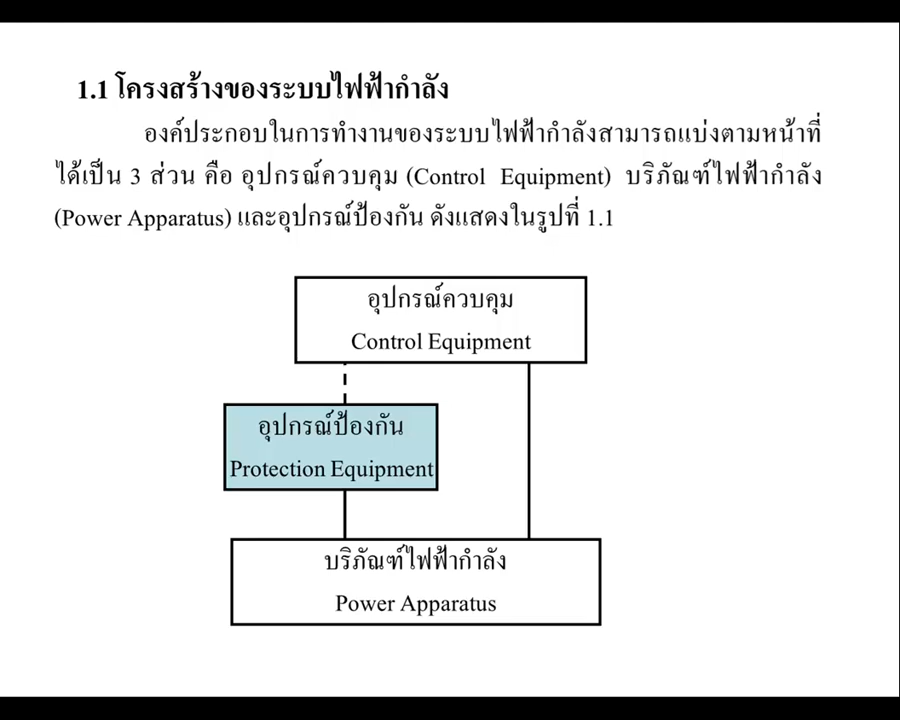 1.1 โครงสร้างของระบบไฟฟ้ากำลัง
องค์ประกอบในการทำงานของระบบไฟฟ้ากำลังสามารถแบ่งตามหน้าที่
ได้เป็น 3 ส่วน คือ อุปกรณ์ควบคุม (Control Equipment) บริภัณฑ์ไฟฟ้ากำลัง
(Power Apparatus) และอุปกรณ์ป้องกัน ดังแสดงในรูปที่ 1.1
อุปกรณ์ควบคุม
Control Equipment
อุปกรณ์ป้องกัน
Protection Equipment
บริภัณฑ์ไฟฟ้ากำลัง
Power Apparatus